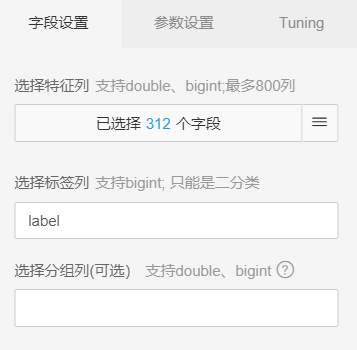 字段设置 参数设置 Tuning
选择特征列 支持double、bigint;最多800列
已选择 312 个字段
选择标签列 支持bigint; 只能是二分类
label
选择分组列(可选) 支持double、bigint ?